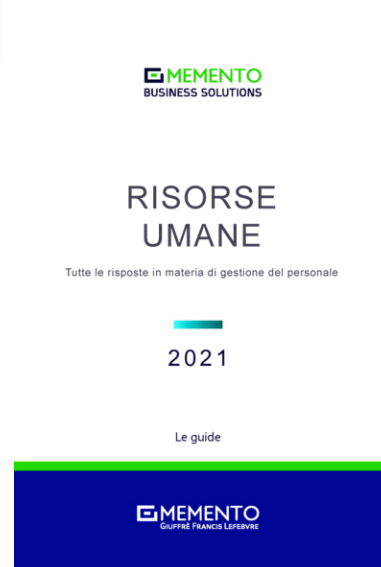 MEMENTO
BUSINESS SOLUTIONS
RISORSE
UMANE
Tutte le risposte in materia di gestione del personale
2021
Le guide
MEMENTO
GIUFFRÈ FRANCIS LEFEBVRE